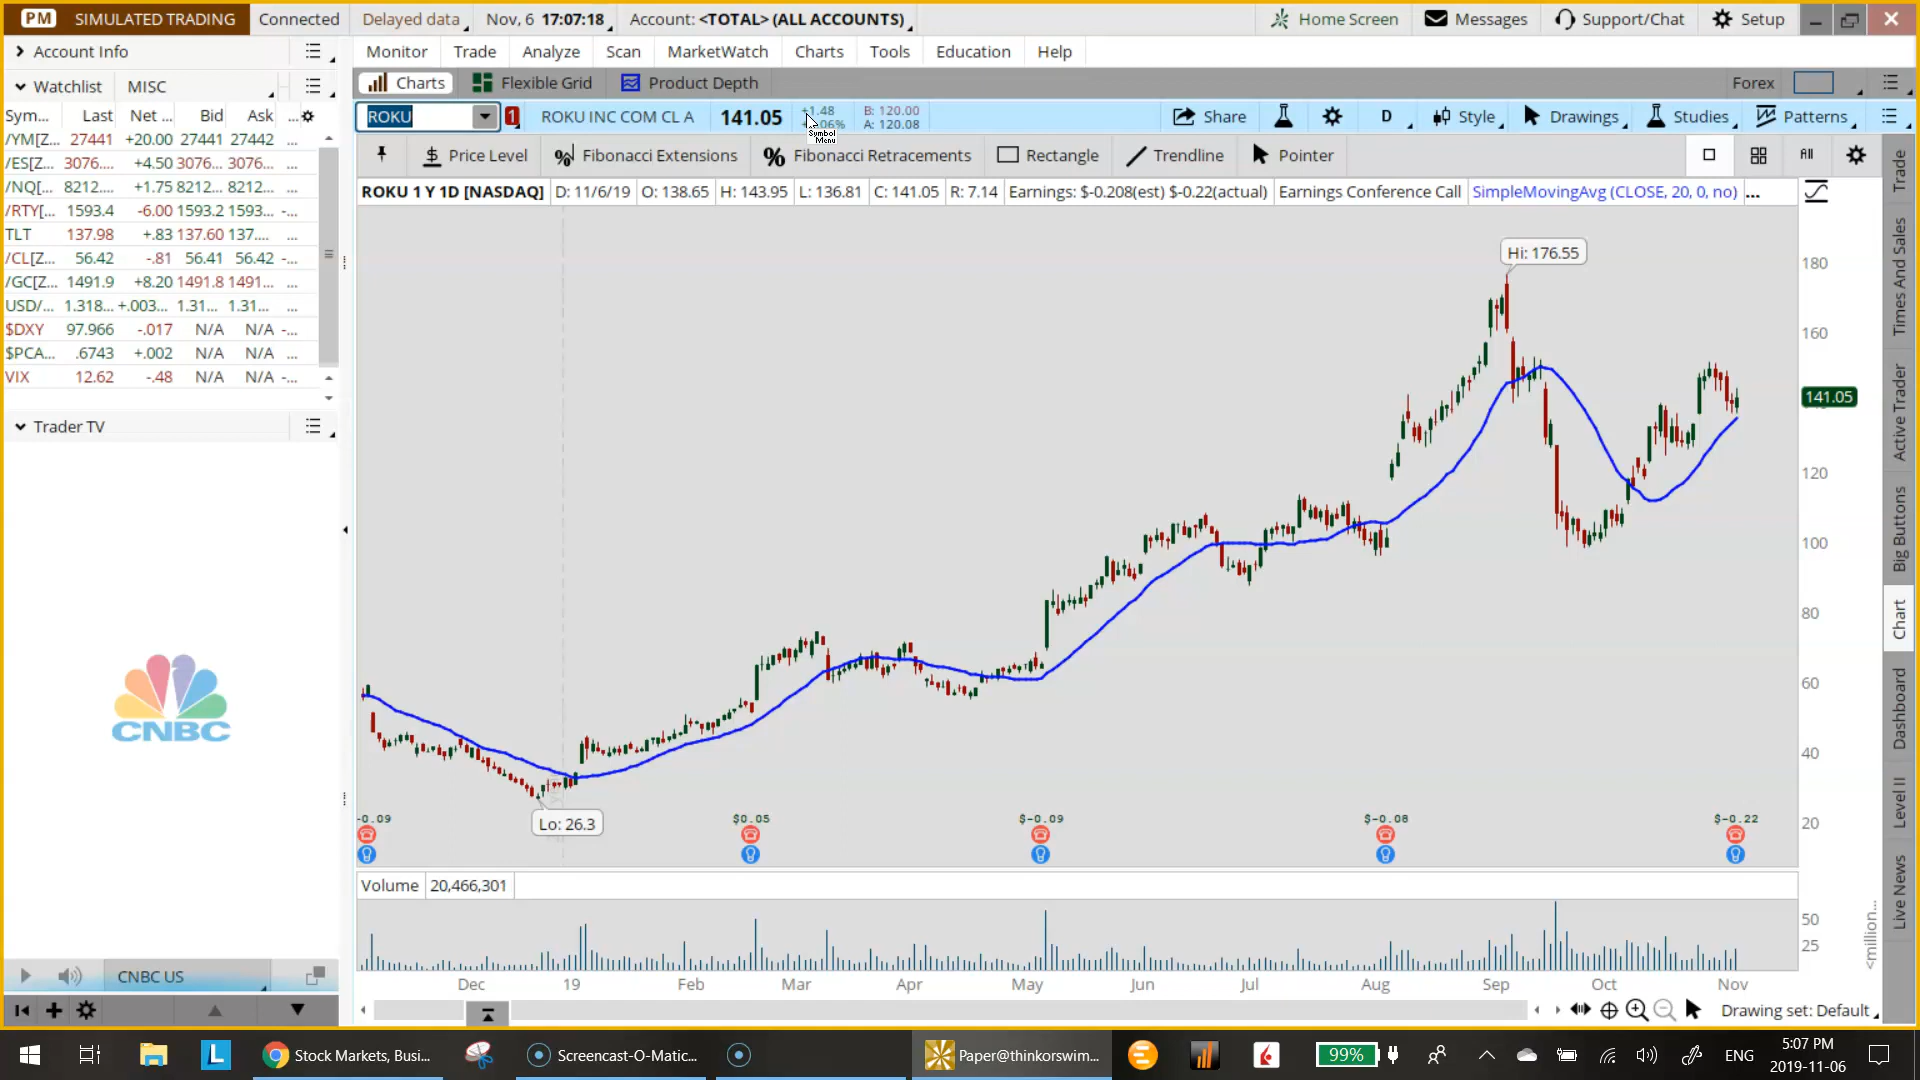 PM SIMULATED TRADING Connected Delayed data Nov, 6 17:07:18 Account: <TOTAL> (ALL ACCOUNTS) Home Screen Messages Support/Chat Setup
Account Info
Monitor Trade Analyze Scan MarketWatch Charts Tools Education Help
Watchlist MISC
Charts Flexible Grid Product Depth Forex
Sym... Last Net ... Bid Ask ...
ROKU 1 ROKU INC COM CL A 141.05 +1.48 B: 120.00 A: 120.08 Share D Style Drawings Studies Patterns
Symbol Menu
/YM[Z... 27441 +20.00 27441 27442
/ES[Z... 3076.... +4.50 3076... 3076... ...
/NQ[... 8212.... +1.75 8212... 8212... ...
/RTY[... 1593.4 -6.00 1593.2 1593... ...
TLT 137.98 +.83 137.60 137.... ...
/CL[Z... 56.42 -.81 56.41 56.42 -...
/GC[Z... 1491.9 +8.20 1491.8 1491... ...
USD/... 1.318... +.003... 1.31... 1.31... ...
$DXY 97.966 -.017 N/A N/A -...
$PCA... .6743 +.002 N/A N/A ...
VIX 12.62 -.48 N/A N/A -...
Price Level Fibonacci Extensions Fibonacci Retracements Rectangle Trendline Pointer All
ROKU 1 Y 1D [NASDAQ] D: 11/6/19 O: 138.65 H: 143.95 L: 136.81 C: 141.05 R: 7.14 Earnings: $-0.208(est) $-0.22(actual) Earnings Conference Call SimpleMovingAvg (CLOSE, 20, 0, no) ...
Hi: 176.55
180
160
141.05
120
100
80
60
40
20
Lo: 26.3
-0.09 $0.05 $-0.09 $-0.08 $-0.22
Volume 20,466,301
50
25
<million...
Dec 19 Feb Mar Apr May Jun Jul Aug Sep Oct Nov
Drawing set: Default
Trader TV
CNBC
CNBC US
Trade
Times And Sales
Active Trader
Big Buttons
Chart
Dashboard
Level II
Live News
L Stock Markets, Busi... Screencast-O-Matic... Paper@thinkorswim... 99% ENG 5:07 PM
2019-11-06